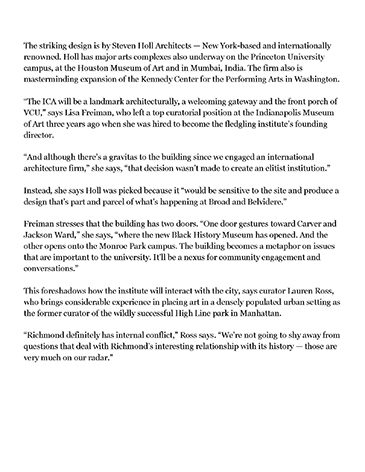 The striking design is by Steven Holl Architects — New York-based and internationally
renowned. Holl has major arts complexes also underway on the Princeton University
campus, at the Houston Museum of Art and in Mumbai, India. The firm also is
masterminding expansion of the Kennedy Center for the Performing Arts in Washington.
“The ICA will be a landmark architecturally, a welcoming gateway and the front porch of
VCU,” says Lisa Freiman, who left a top curatorial position at the Indianapolis Museum
of Art three years ago when she was hired to become the fledgling institute’s founding
director.
“And although there’s a gravitas to the building since we engaged an international
architecture firm,” she says, “that decision wasn’t made to create an elitist institution.”
Instead, she says Holl was picked because it “would be sensitive to the site and produce a
design that’s part and parcel of what’s happening at Broad and Belvidere.”
Freiman stresses that the building has two doors. “One door gestures toward Carver and
Jackson Ward,” she says, “where the new Black History Museum has opened. And the
other opens onto the Monroe Park campus. The building becomes a metaphor on issues
that are important to the university. It’ll be a nexus for community engagement and
conversations.”
This foreshadows how the institute will interact with the city, says curator Lauren Ross,
who brings considerable experience in placing art in a densely populated urban setting as
the former curator of the wildly successful High Line park in Manhattan.
“Richmond definitely has internal conflict,” Ross says. “We’re not going to shy away from
questions that deal with Richmond’s interesting relationship with its history — those are
very much on our radar.”